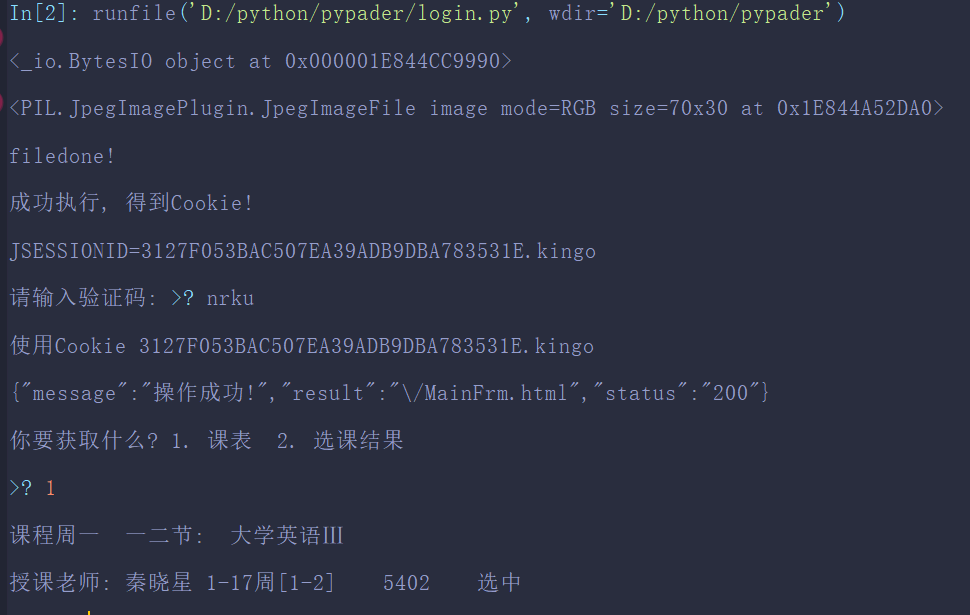 In[2]: runfile('D:/python/pypader/login.py', wdir='D:/python/pypader')
<_io.BytesIO object at 0x000001E844CC9990>
<PIL.JpegImagePlugin.JpegImageFile image mode=RGB size=70x30 at 0x1E844A52DA0>
filedone!
成功执行, 得到Cookie!
JSESSIONID=3127F053BAC507EA39ADB9DBA783531E.kingo
请输入验证码: >? nrku
使用Cookie 3127F053BAC507EA39ADB9DBA783531E.kingo
{"message":"操作成功!","result":"\/MainFrm.html","status":"200"}
你要获取什么? 1. 课表  2. 选课结果
>? 1
课程周一  一二节:  大学英语Ⅲ
授课老师: 秦晓星 1-17周[1-2]    5402    选中